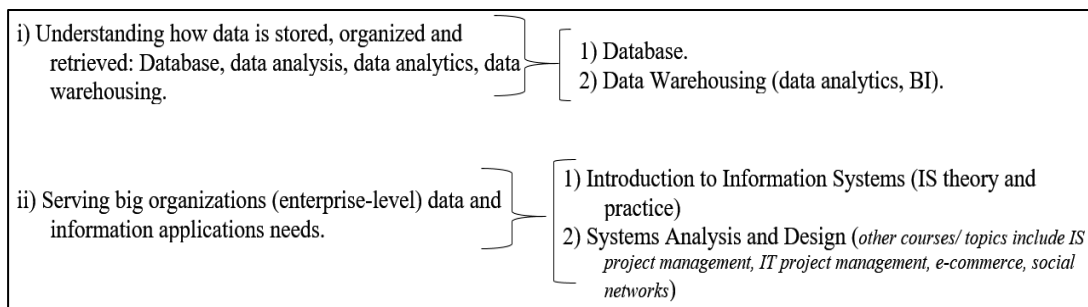 i) Understanding how data is stored, organized and
retrieved: Database, data analysis, data analytics, data
warehousing.
1) Database.
2) Data Warehousing (data analytics, BI).
ii) Serving big organizations (enterprise-level) data and
information applications needs.
1) Introduction to Information Systems (IS theory and
practice)
2) Systems Analysis and Design (other courses/ topics include IS
project management, IT project management, e-commerce, social
networks)